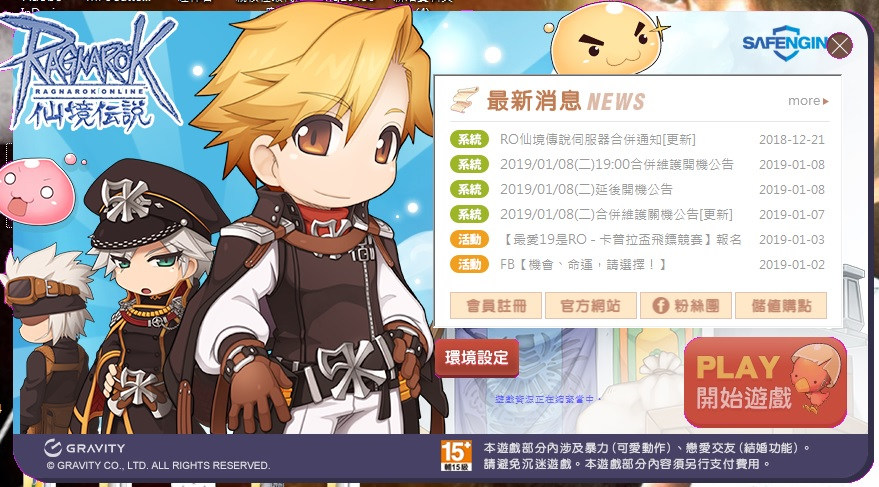 RAGNARÖK
RAGNAROK ONLINE
仙境伝説
SAFENGIN
最新消息 NEWS
more
系統 RO仙境傳說伺服器合併通知[更新] 2018-12-21
系統 2019/01/08(二)19:00合併維護開機公告 2019-01-08
系統 2019/01/08(二)延後開機公告 2019-01-08
系統 2019/01/08(二)合併維護關機公告[更新] 2019-01-07
活動 【最愛19是RO - 卡普拉盃飛鏢競賽】報名 2019-01-03
活動 FB【機會、命運，請選擇！】 2019-01-02
會員註冊 官方網站 粉絲團 儲值購點
環境設定
PLAY
開始遊戲
GRAVITY
© GRAVITY CO., LTD. ALL RIGHTS RESERVED.
15+
輔15級
本遊戲部分內涉及暴力(可愛動作)、戀愛交友(結婚功能)。
請避免沉迷遊戲。本遊戲部分內容須另行支付費用。